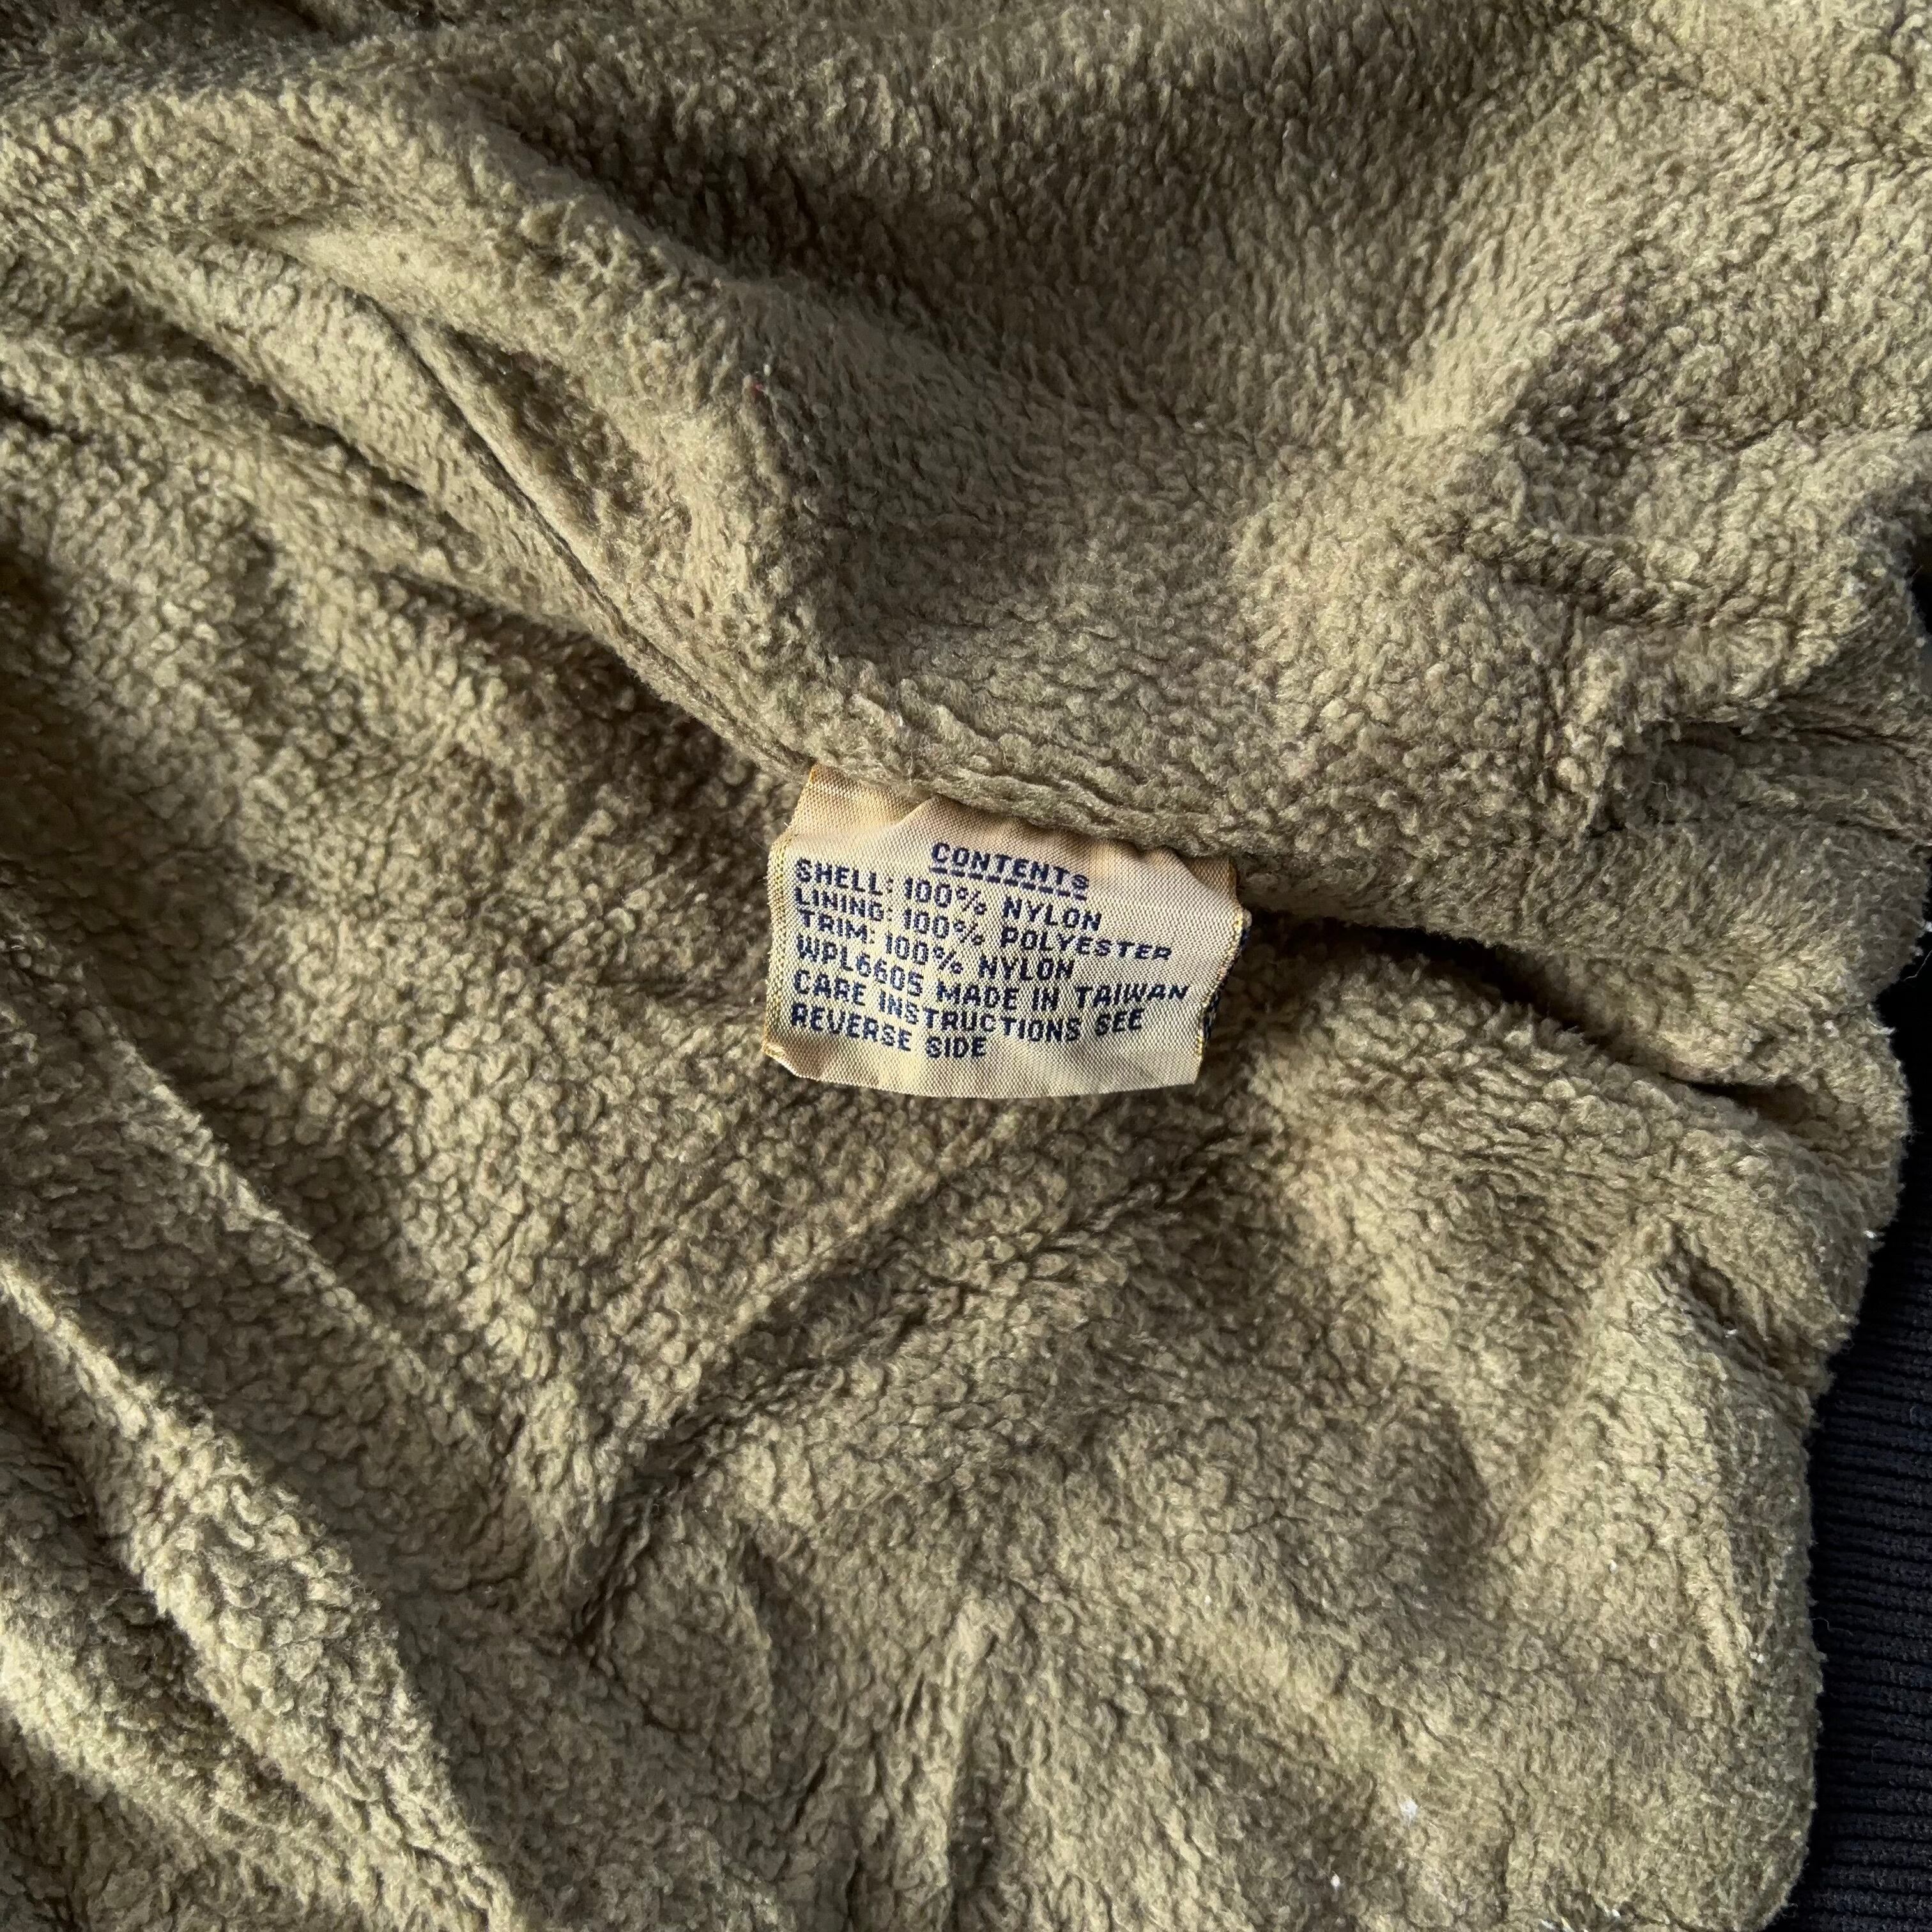 CONTENTS
SHELL: 100% NYLON
LINING: 100% POLYESTER
TRIM: 100% NYLON
WPL6605 MADE IN TAIWAN
CARE INSTRUCTIONS SEE
REVERSE SIDE